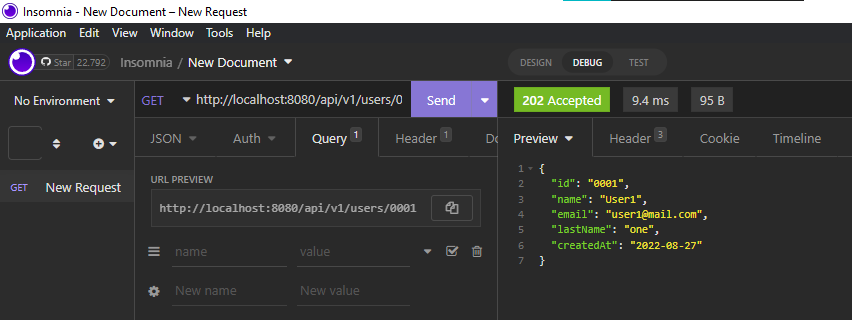 Insomnia - New Document – New Request
Application Edit View Window Tools Help
Star 22.792 Insomnia / New Document DESIGN DEBUG TEST
No Environment GET http://localhost:8080/api/v1/users/0 Send 202 Accepted 9.4 ms 95 B
JSON Auth Query 1 Header 1 Do Preview Header 3 Cookie Timeline
GET New Request
URL PREVIEW
http://localhost:8080/api/v1/users/0001
name value
New name New value
1 {
2 "id": "0001",
3 "name": "User1",
4 "email": "user1@mail.com",
5 "lastName": "one",
6 "createdAt": "2022-08-27"
7 }